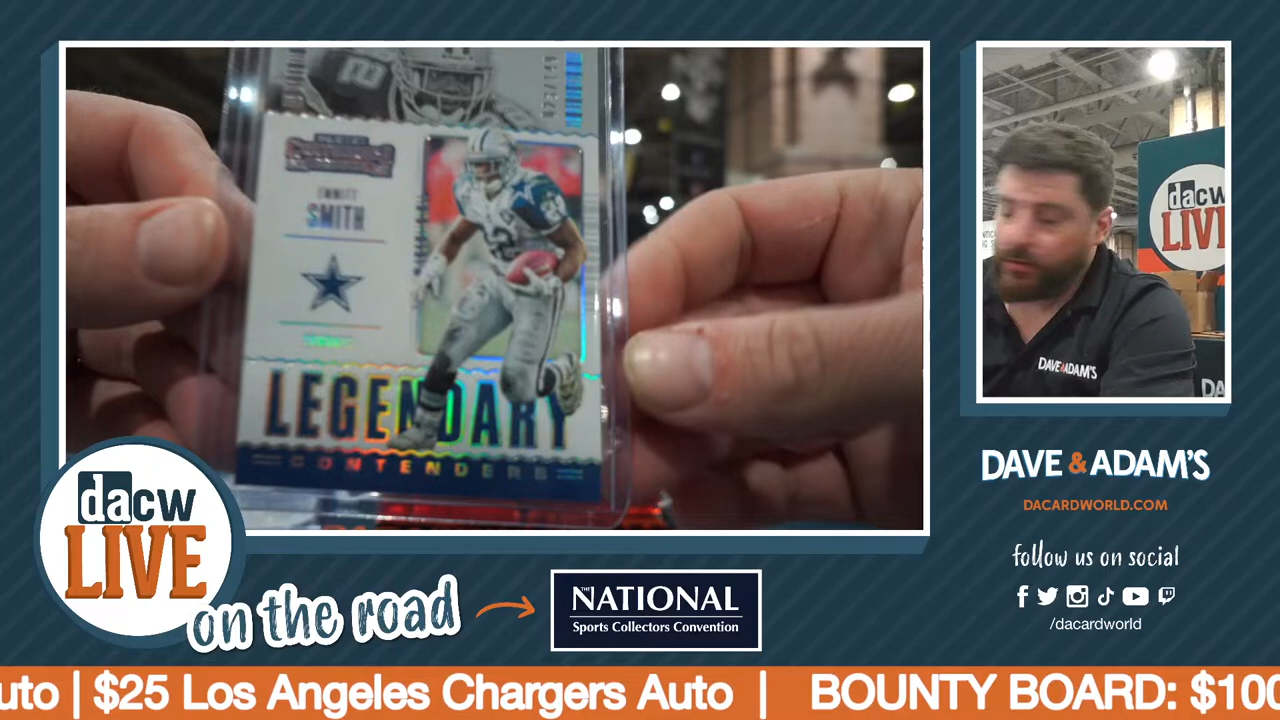 EMMITT
SMITH
LEGENDARY
CONTENDERS
dacw
LIVE
DAVE & ADAM'S
DAVE & ADAM'S
DACARDWORLD.COM
follow us on social
/dacardworld
dacw
LIVE
on the road
THE NATIONAL
Sports Collectors Convention
uto | $25 Los Angeles Chargers Auto | BOUNTY BOARD: $100